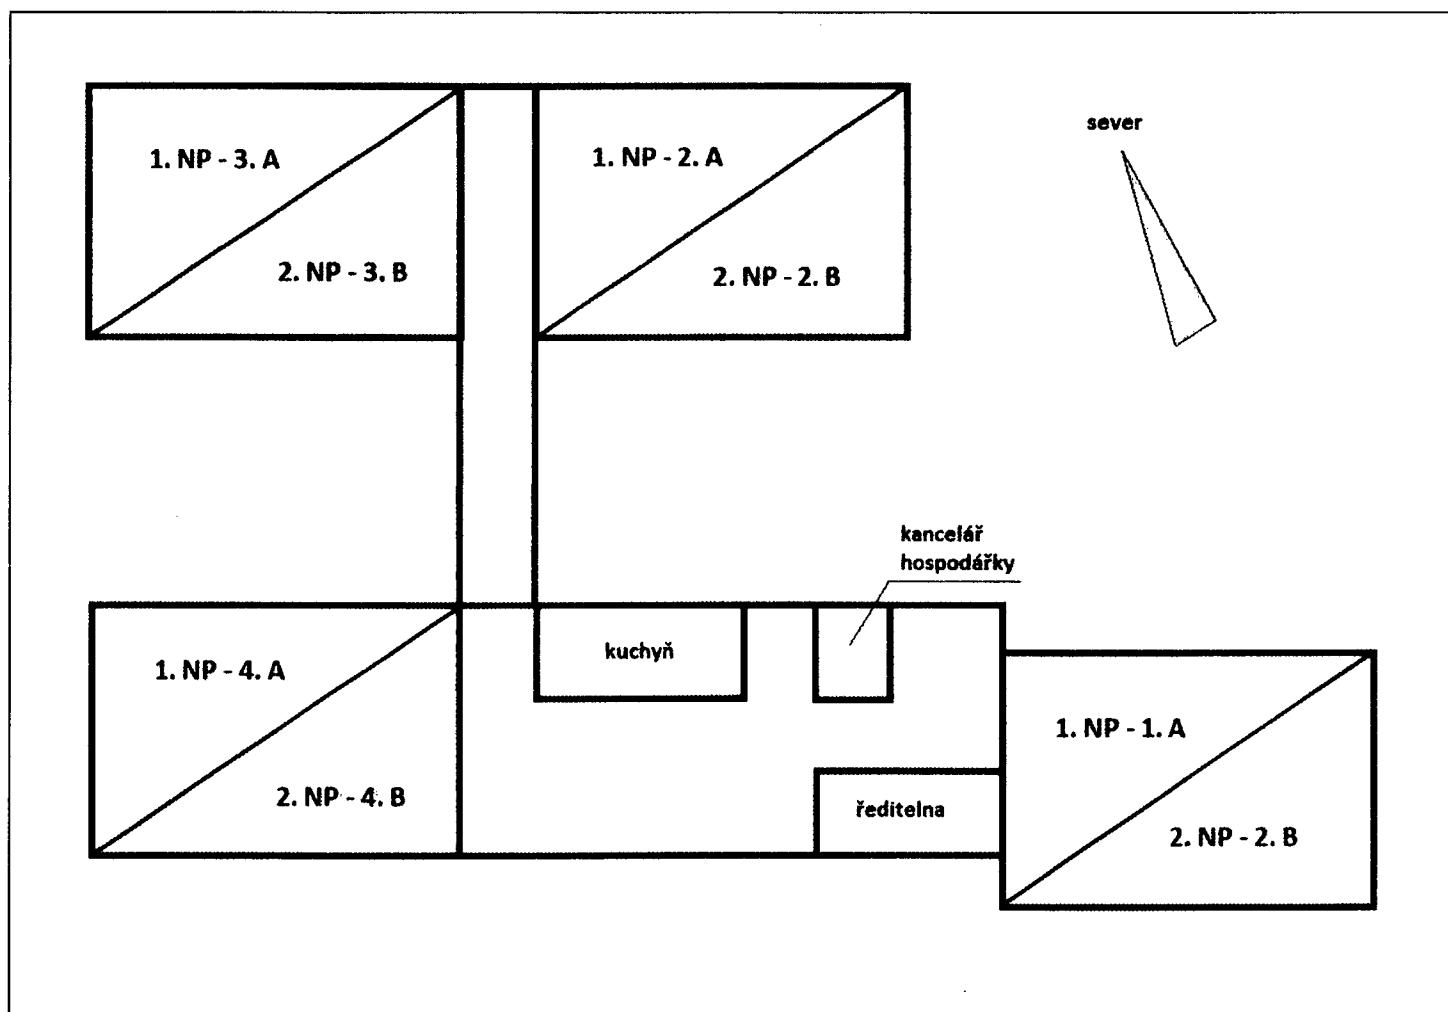 1. NP - 3. A
1. NP - 2. A
sever
2. NP - 3. B
2. NP - 2. B
kancelář
hospodářky
kuchyň
1. NP - 4. A
1. NP - 1. A
2. NP - 4. B
ředitelna
2. NP - 2. B